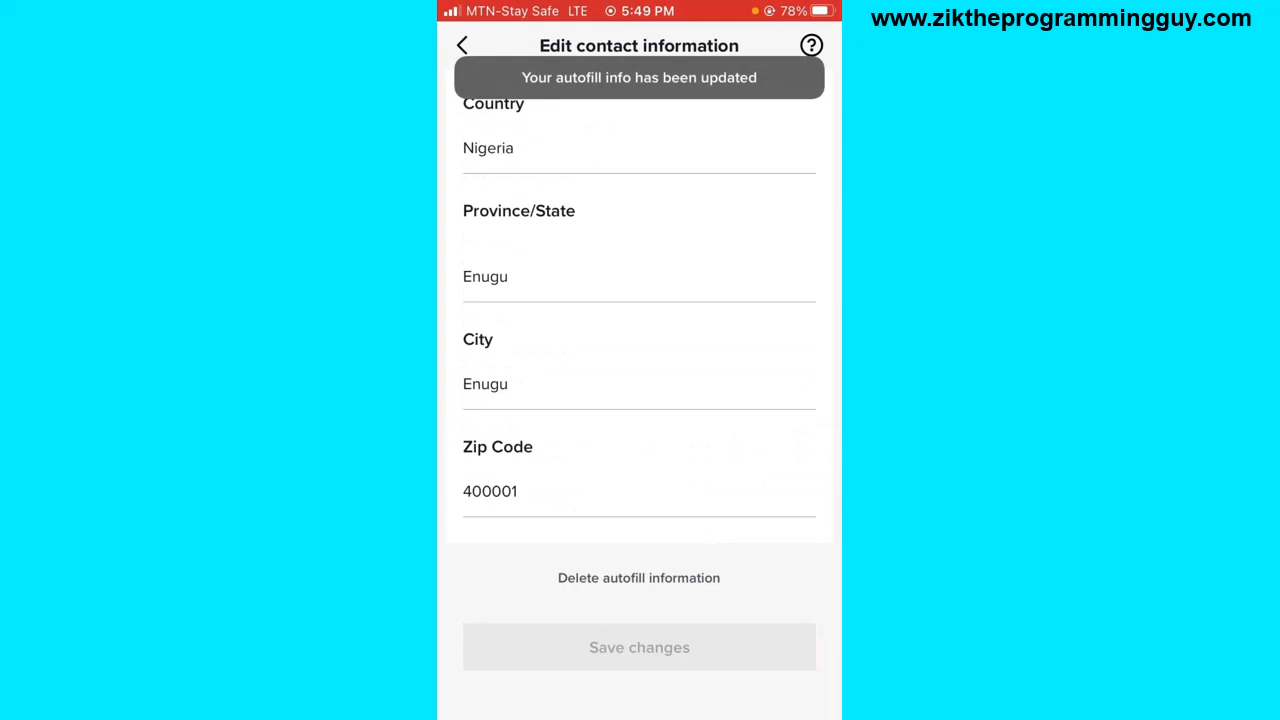 MTN-Stay Safe LTE 5:49 PM 78%
www.ziktheprogrammingguy.com
Edit contact information ?
Your autofill info has been updated
Country
Nigeria
Province/State
Enugu
City
Enugu
Zip Code
400001
Delete autofill information
Save changes